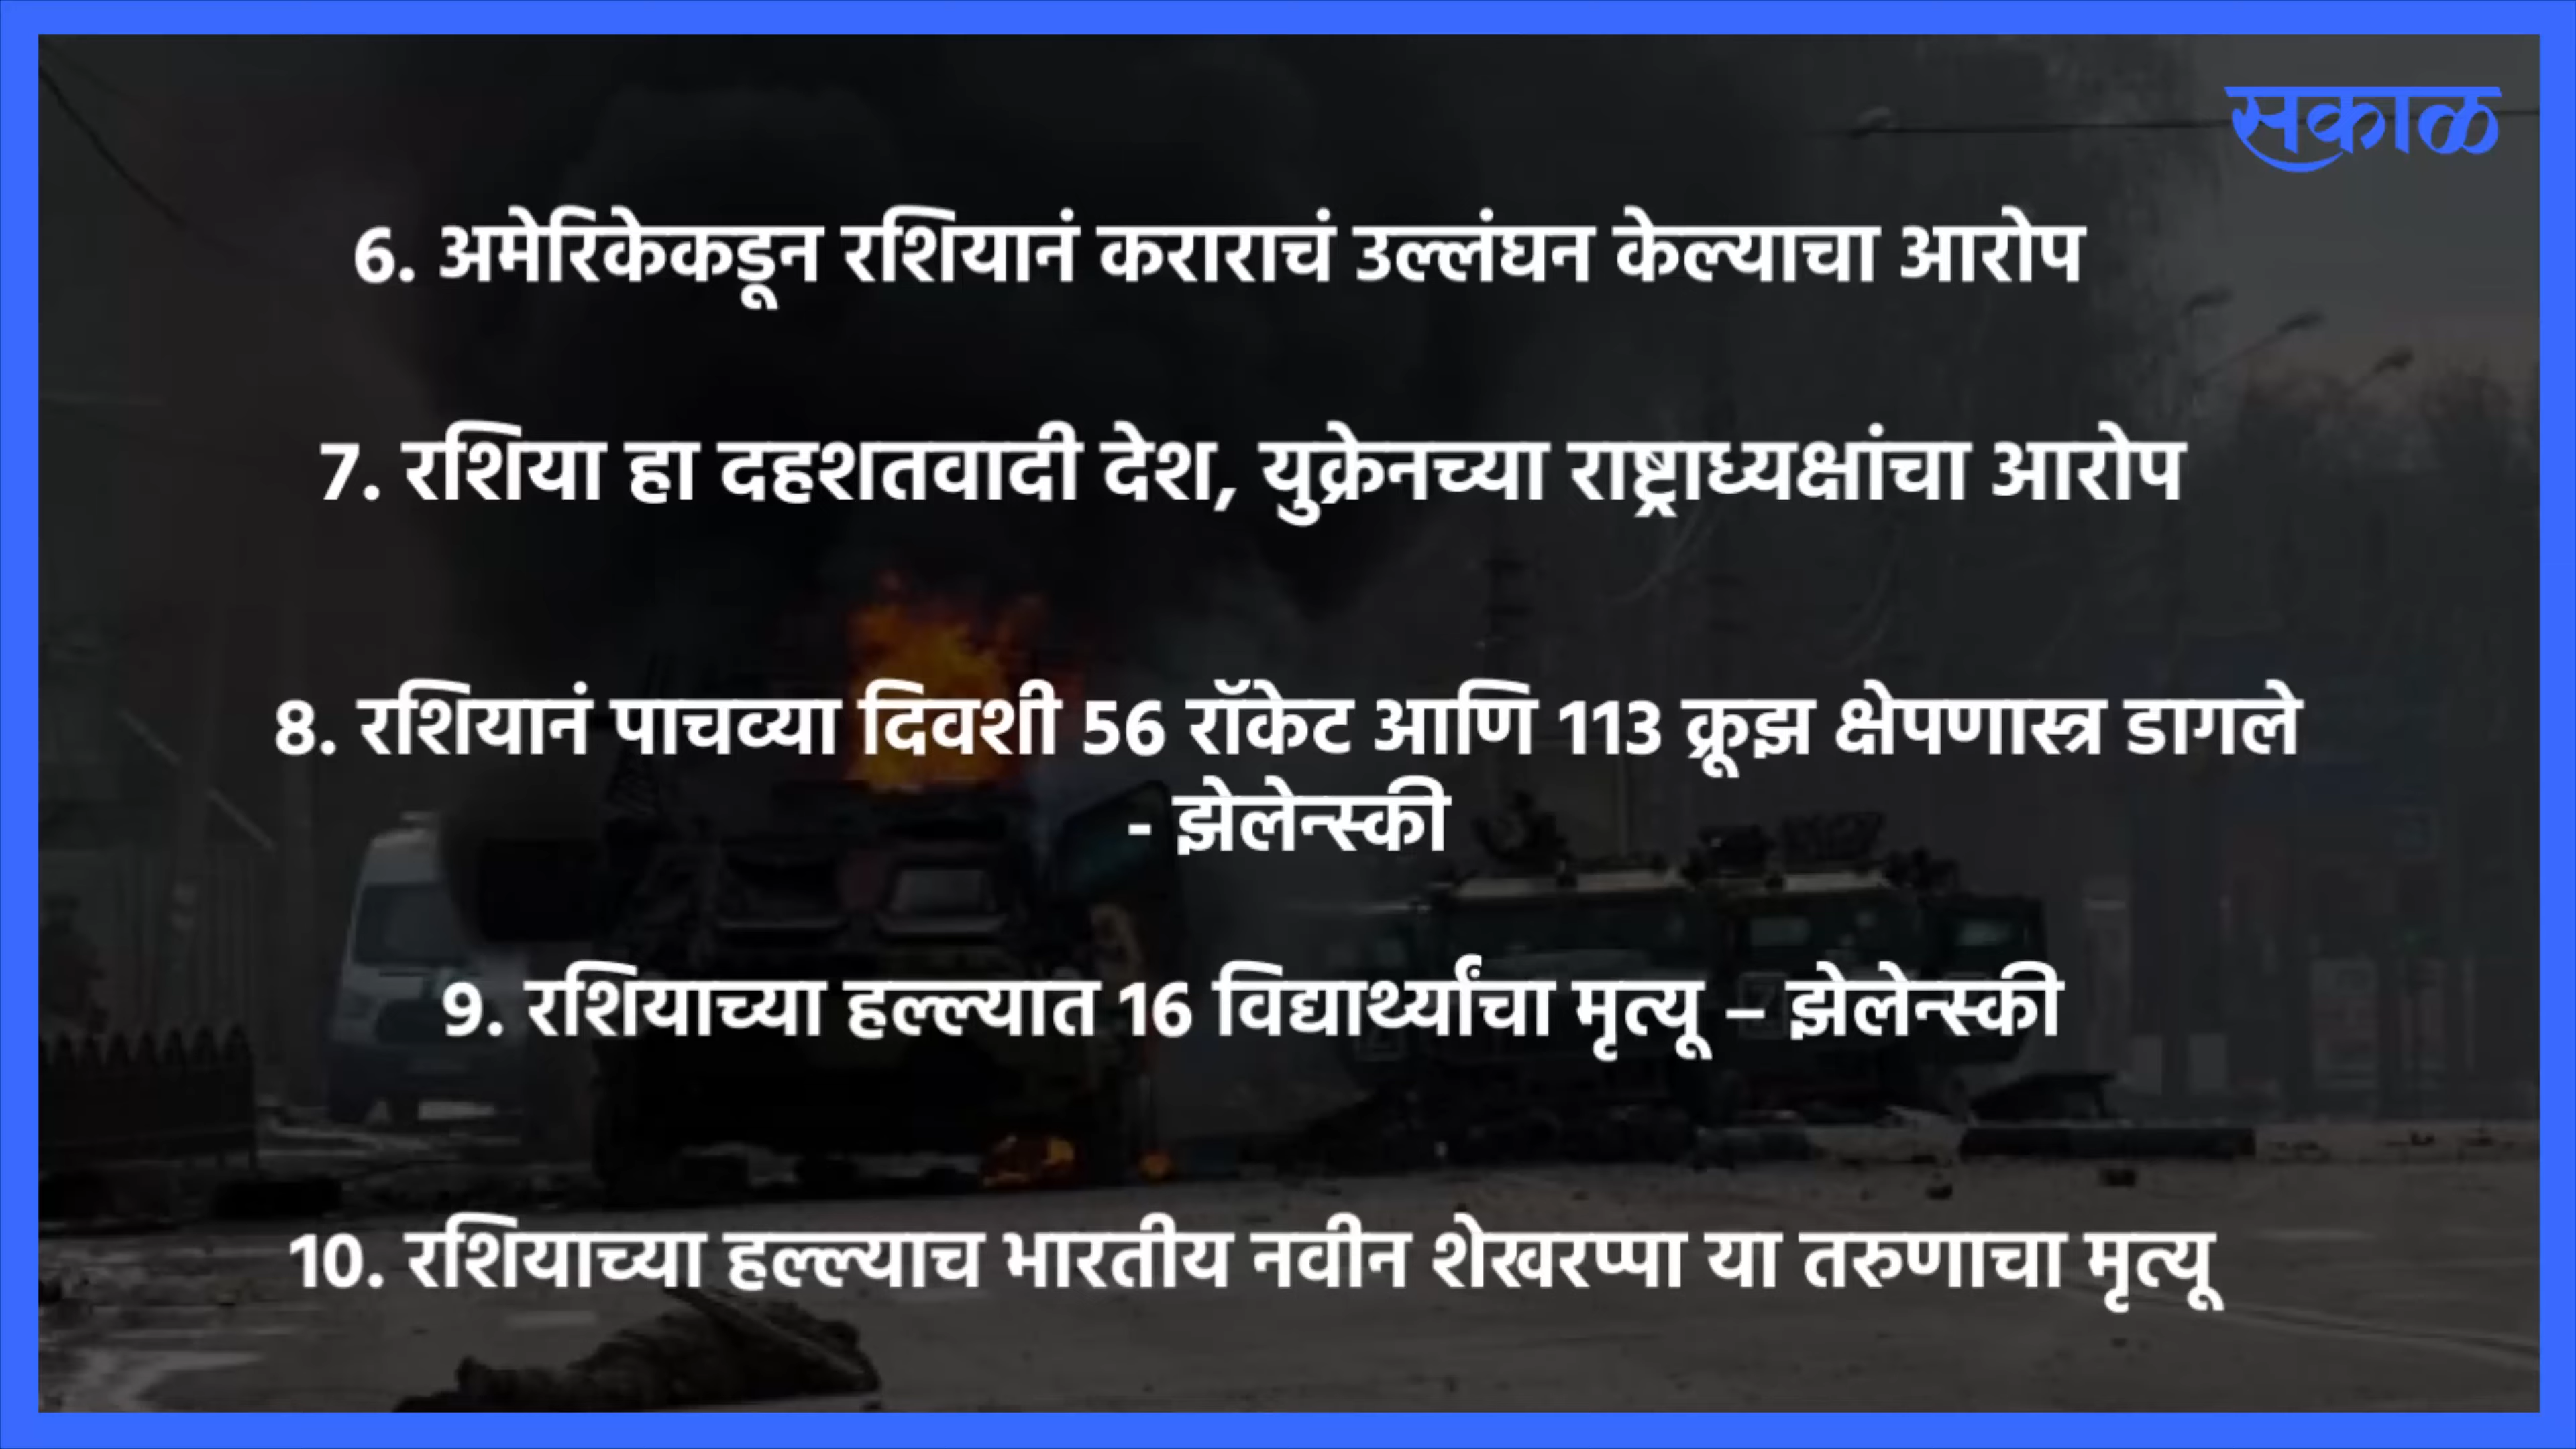 सकाळ
6. अमेरिकेकडून रशियानं कराराचं उल्लंघन केल्याचा आरोप
7. रशिया हा दहशतवादी देश, युक्रेनच्या राष्ट्राध्यक्षांचा आरोप
8. रशियानं पाचव्या दिवशी 56 रॉकेट आणि 113 क्रूझ क्षेपणास्त्र डागले
- झेलेन्स्की
9. रशियाच्या हल्ल्यात 16 विद्यार्थ्यांचा मृत्यू – झेलेन्स्की
10. रशियाच्या हल्ल्याच भारतीय नवीन शेखरप्पा या तरुणाचा मृत्यू